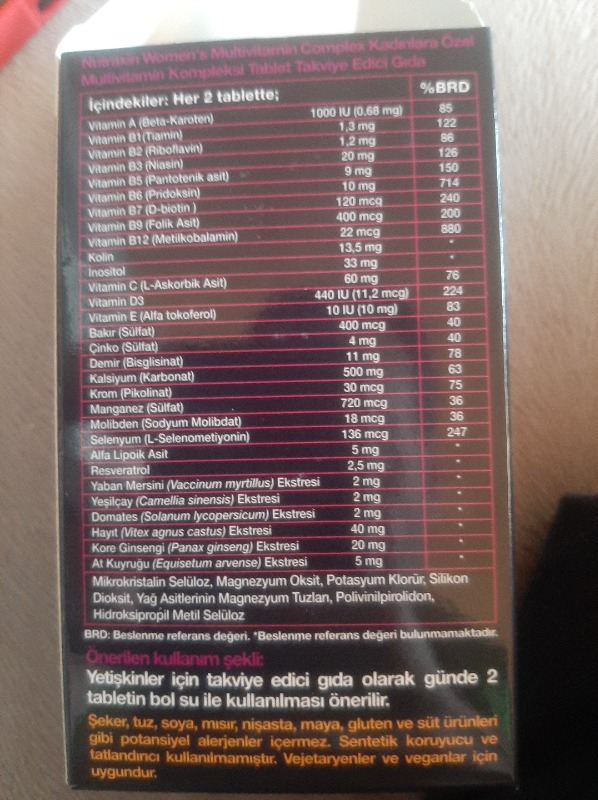 Nutraxin Women's Multivitamin Complex Kadınlara Özel
Multivitamin Kompleksi Tablet Takviye Edici Gıda
İçindekiler: Her 2 tablette; %BRD
Vitamin A (Beta-Karoten) 1000 IU (0,68 mg) 85
Vitamin B1(Tiamin) 1,3 mg 122
Vitamin B2 (Riboflavin) 1,2 mg 86
Vitamin B3 (Niasin) 20 mg 126
Vitamin B5 (Pantotenik asit) 9 mg 150
Vitamin B6 (Pridoksin) 10 mg 714
Vitamin B7 (D-biotin ) 120 mcg 240
Vitamin B9 (Folik Asit) 400 mcg 200
Vitamin B12 (Metilkobalamin) 22 mcg 880
Kolin 13,5 mg *
Inositol 33 mg *
Vitamin C (L-Askorbik Asit) 60 mg 76
Vitamin D3 440 IU (11,2 mcg) 224
Vitamin E (Alfa tokoferol) 10 IU (10 mg) 83
Bakır (Sülfat) 400 mcg 40
Çinko (Sülfat) 4 mg 40
Demir (Bisglisinat) 11 mg 78
Kalsiyum (Karbonat) 500 mg 63
Krom (Pikolinat) 30 mcg 75
Manganez (Sülfat) 720 mcg 36
Molibden (Sodyum Molibdat) 18 mcg 36
Selenyum (L-Selenometiyonin) 136 mcg 247
Alfa Lipoik Asit 5 mg *
Resveratrol 2,5 mg *
Yaban Mersini (Vaccinum myrtillus) Ekstresi 2 mg *
Yeşilçay (Camellia sinensis) Ekstresi 2 mg *
Domates (Solanum lycopersicum) Ekstresi 2 mg *
Hayıt (Vitex agnus castus) Ekstresi 40 mg *
Kore Ginsengi (Panax ginseng) Ekstresi 20 mg *
At Kuyruğu (Equisetum arvense) Ekstresi 5 mg *
Mikrokristalin Selüloz, Magnezyum Oksit, Potasyum Klorür, Silikon
Dioksit, Yağ Asitlerinin Magnezyum Tuzları, Polivinilpirolidon,
Hidroksipropil Metil Selüloz
BRD: Beslenme referans değeri. *Beslenme referans değeri bulunmamaktadır.
Önerilen kullanım şekli:
Yetişkinler için takviye edici gıda olarak günde 2
tabletin bol su ile kullanılması önerilir.
Şeker, tuz, soya, mısır, nişasta, maya, gluten ve süt ürünleri
gibi potansiyel alerjenler içermez. Sentetik koruyucu ve
tatlandırıcı kullanılmamıştır. Vejetaryenler ve veganlar için
uygundur.